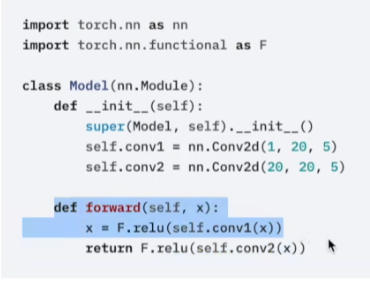 import torch.nn as nn
import torch.nn.functional as F
class Model(nn.Module):
def __init__(self):
super(Model, self).__init__()
self.conv1 = nn.Conv2d(1, 20, 5)
self.conv2 = nn.Conv2d(20, 20, 5)
def forward(self, x):
x = F.relu(self.conv1(x))
return F.relu(self.conv2(x))